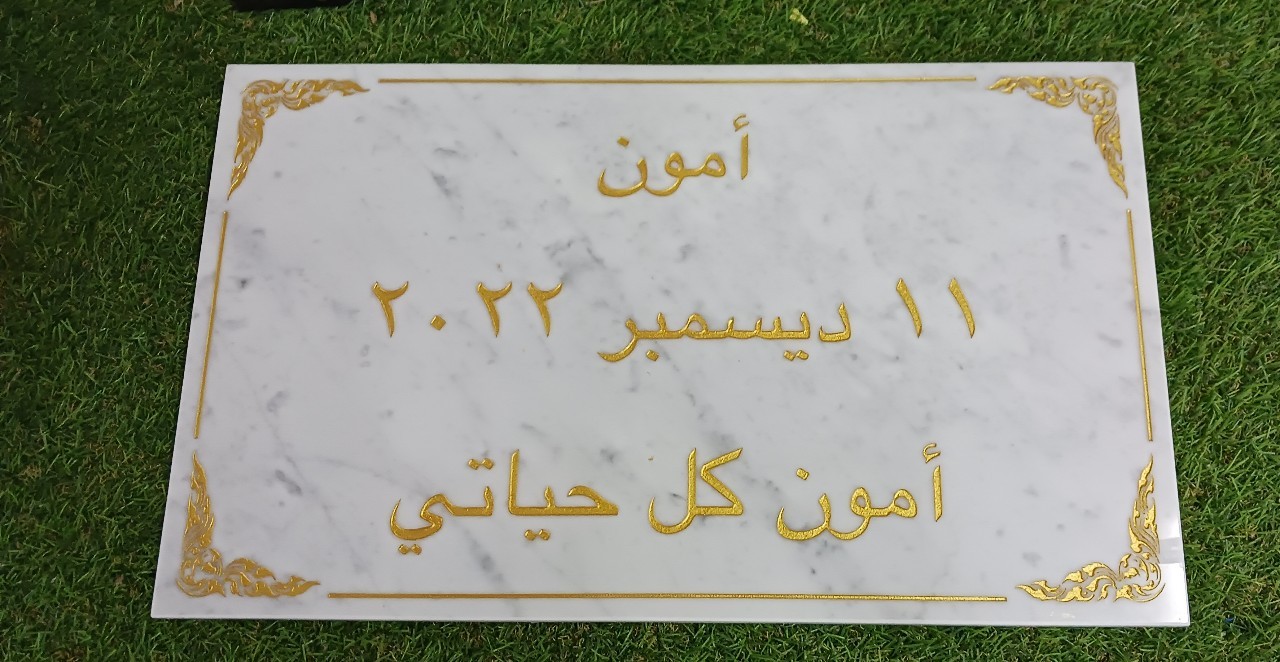 أمون
١١ ديسمبر ٢٠٢٢
أمون كل حياتي